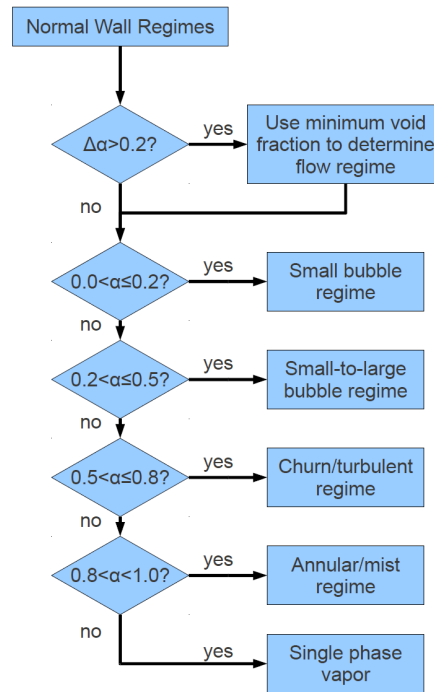 Normal Wall Regimes
Δα>0.2?
yes
Use minimum void
fraction to determine
flow regime
no
0.0<α≤0.2?
yes
Small bubble
regime
no
0.2<α≤0.5?
yes
Small-to-large
bubble regime
no
0.5<α≤0.8?
yes
Churn/turbulent
regime
no
0.8<α<1.0?
yes
Annular/mist
regime
no
yes
Single phase
vapor